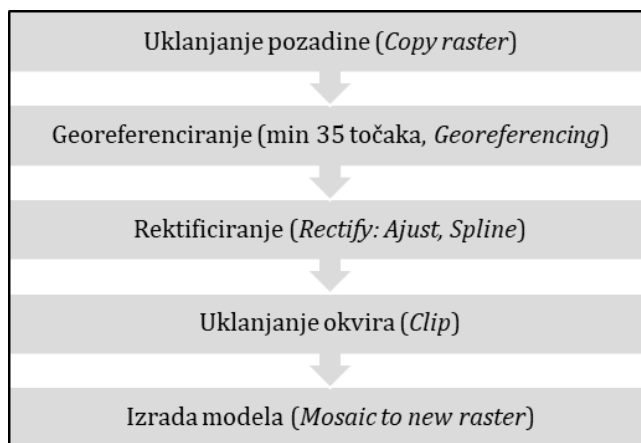 Uklanjanje pozadine (Copy raster)
Georeferenciranje (min 35 točaka, Georeferencing)
Rektificiranje (Rectify: Ajust, Spline)
Uklanjanje okvira (Clip)
Izrada modela (Mosaic to new raster)